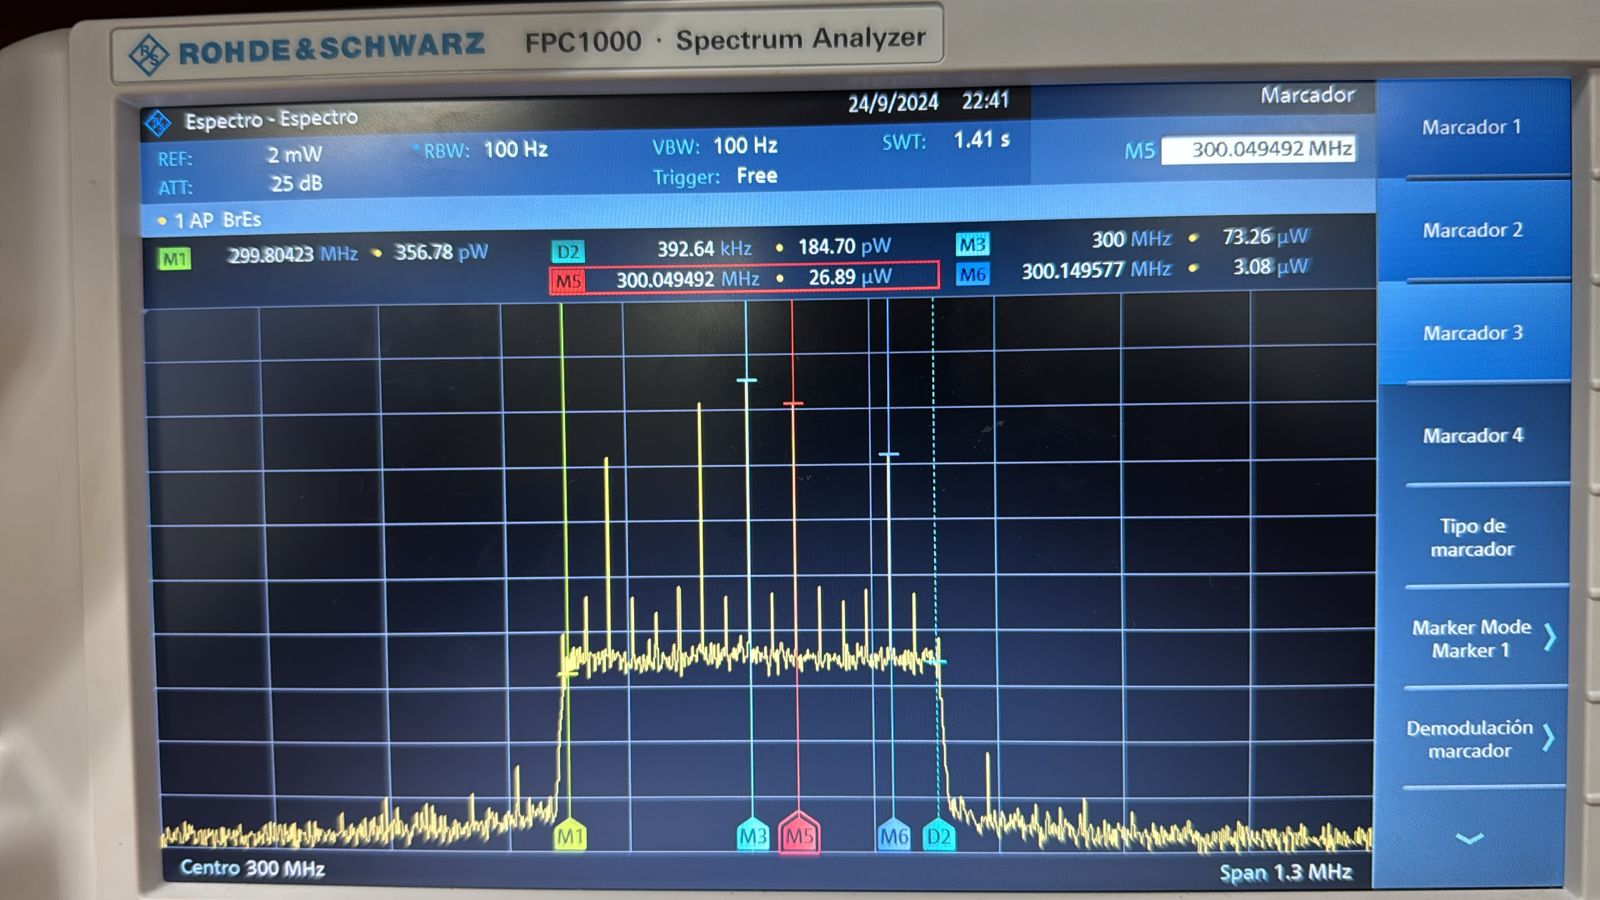 ROHDE & SCHWARZ FPC1000 · Spectrum Analyzer
Espectro - Espectro 24/9/2024 22:41 Marcador
REF: 2 mW RBW: 100 Hz VBW: 100 Hz SWT: 1.41 s M5 300.049492 MHz
ATT: 25 dB Trigger: Free
1 AP BrEs
M1 299.80423 MHz • 356.78 pW D2 392.64 kHz • 184.70 pW M3 300 MHz • 73.26 µW
M5 300.049492 MHz • 26.89 µW M6 300.149577 MHz • 3.08 µW
M1 M3 M5 M6 D2
Centro 300 MHz Span 1.3 MHz
Marcador 1
Marcador 2
Marcador 3
Marcador 4
Tipo de
marcador
Marker Mode
Marker 1
Demodulación
marcador